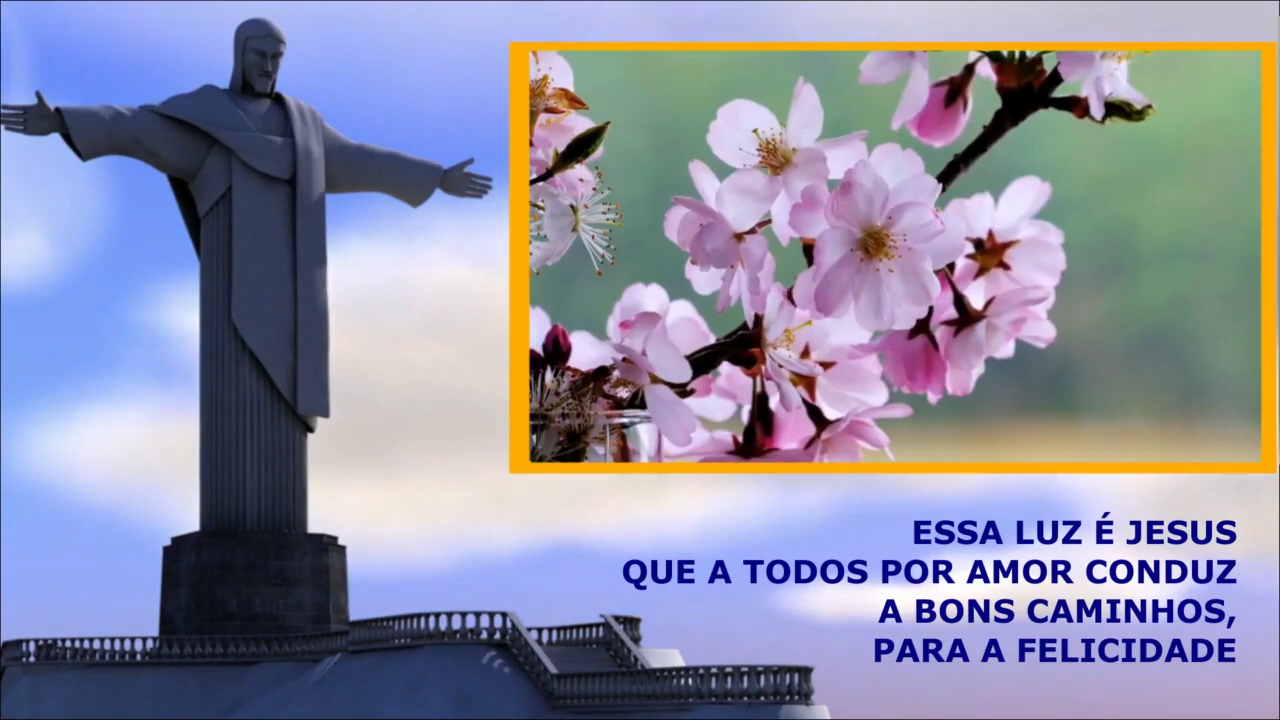 ESSA LUZ É JESUS
QUE A TODOS POR AMOR CONDUZ
A BONS CAMINHOS,
PARA A FELICIDADE